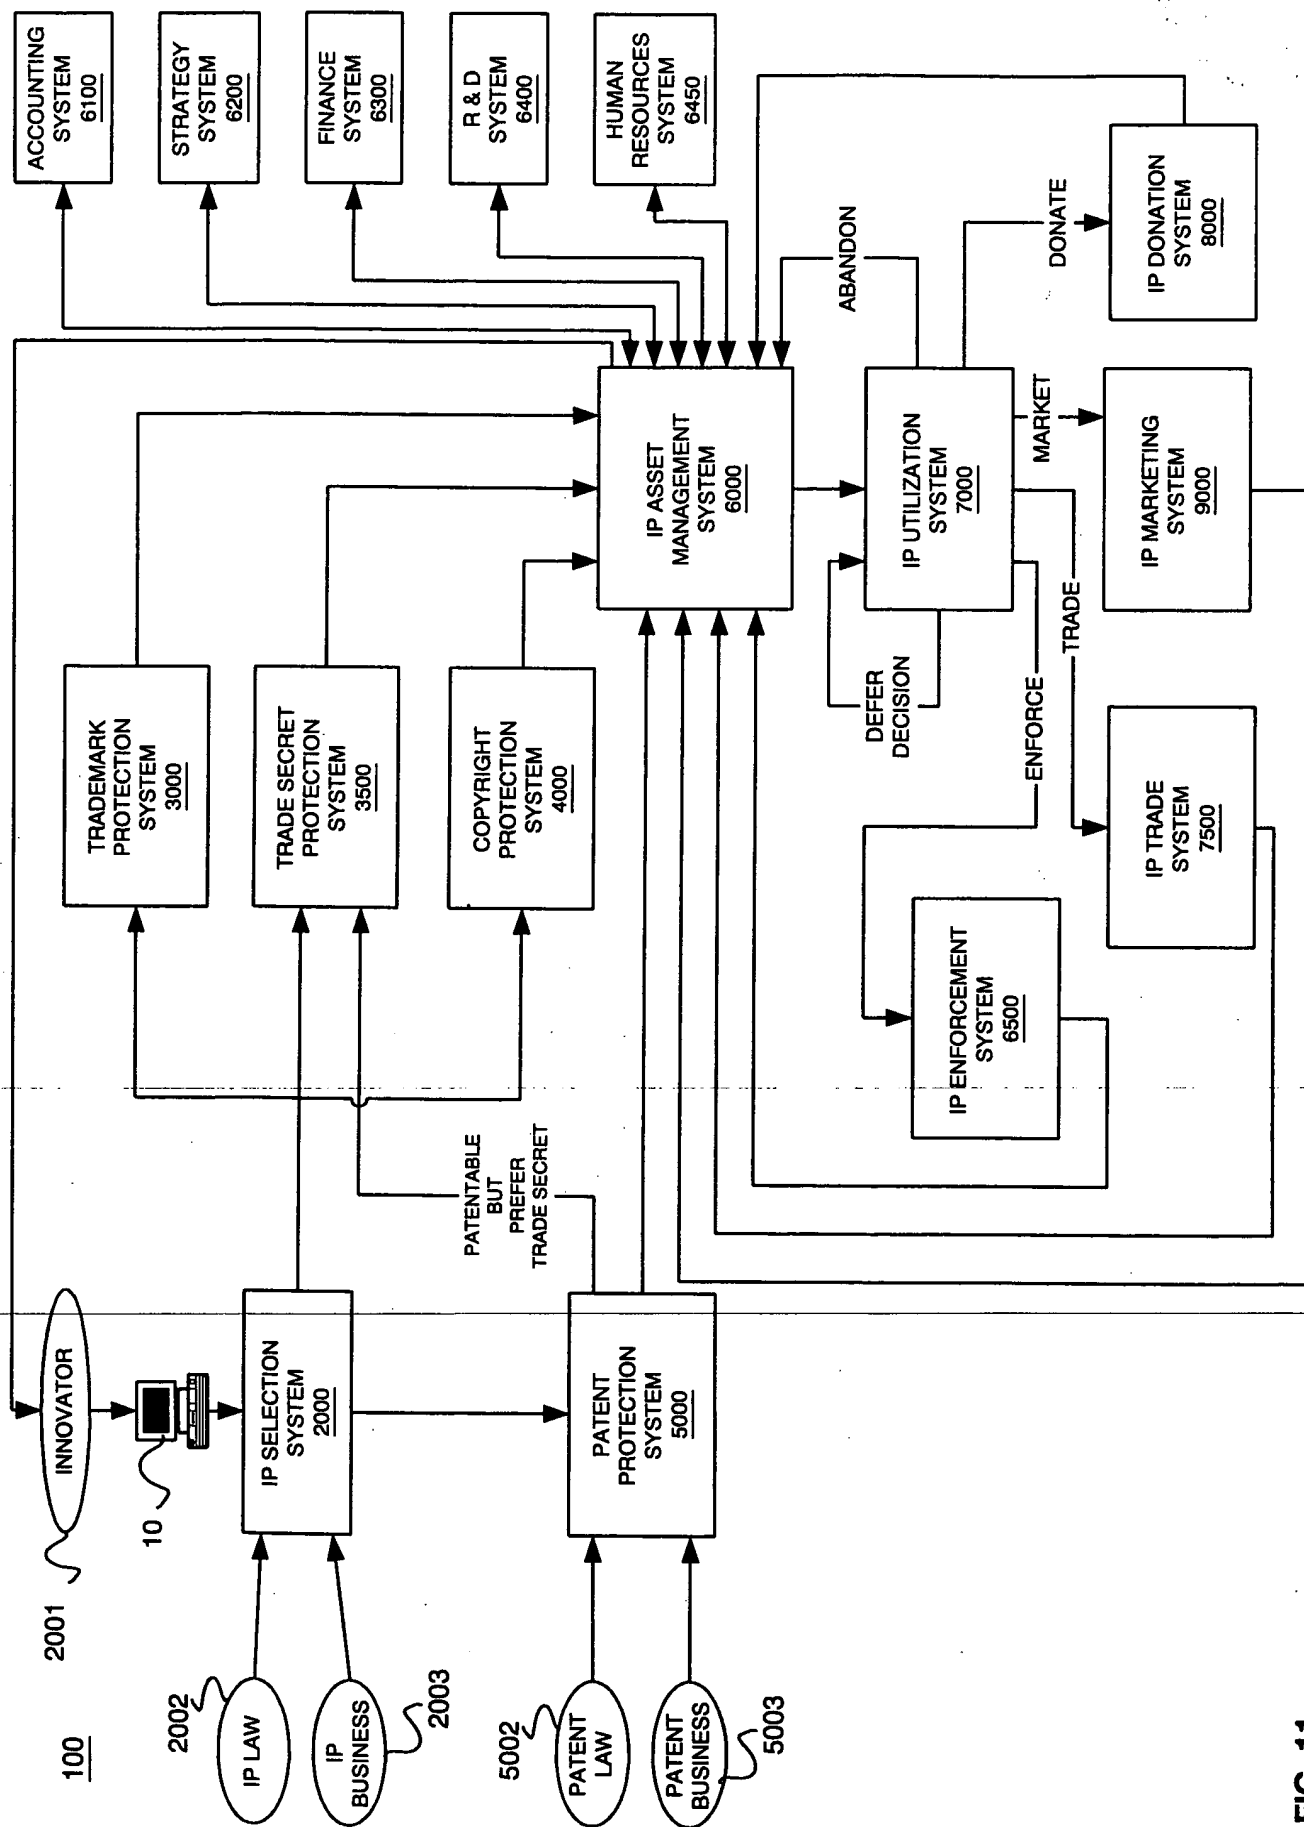 100
2001
INNOVATOR
10
2002
IP LAW
IP
BUSINESS
2003
IP SELECTION
SYSTEM
2000
5002
PATENT
LAW
PATENT
BUSINESS
5003
PATENT
PROTECTION
SYSTEM
5000
PATENTABLE
BUT
PREFER
TRADE SECRET
TRADEMARK
PROTECTION
SYSTEM
3000
TRADE SECRET
PROTECTION
SYSTEM
3500
COPYRIGHT
PROTECTION
SYSTEM
4000
IP ASSET
MANAGEMENT
SYSTEM
6000
ACCOUNTING
SYSTEM
6100
STRATEGY
SYSTEM
6200
FINANCE
SYSTEM
6300
R & D
SYSTEM
6400
HUMAN
RESOURCES
SYSTEM
6450
DEFER
DECISION
IP UTILIZATION
SYSTEM
7000
ABANDON
ENFORCE
TRADE
MARKET
DONATE
IP ENFORCEMENT
SYSTEM
6500
IP TRADE
SYSTEM
7500
IP MARKETING
SYSTEM
9000
IP DONATION
SYSTEM
8000
FIG. 11